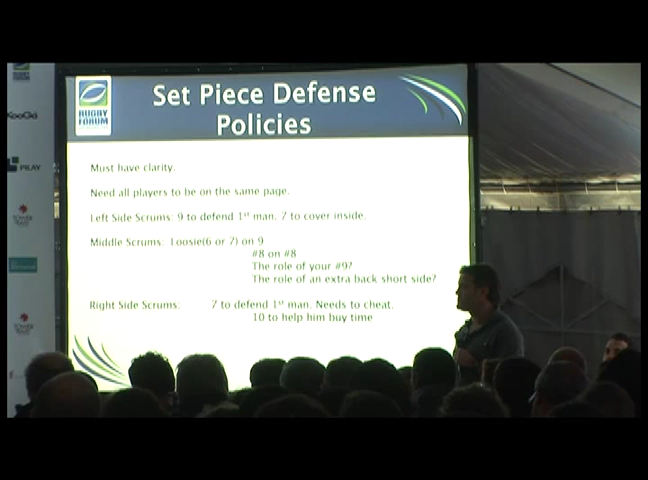 Set Piece Defense
Policies
RUGBY
FORUM
Must have clarity.
Need all players to be on the same page.
Left Side Scrums: 9 to defend 1st man. 7 to cover inside.
Middle Scrums: Loosie(6 or 7) on 9
#8 on #8
The role of your #9?
The role of an extra back short side?
Right Side Scrums: 7 to defend 1st man. Needs to cheat.
10 to help him buy time
KooGa